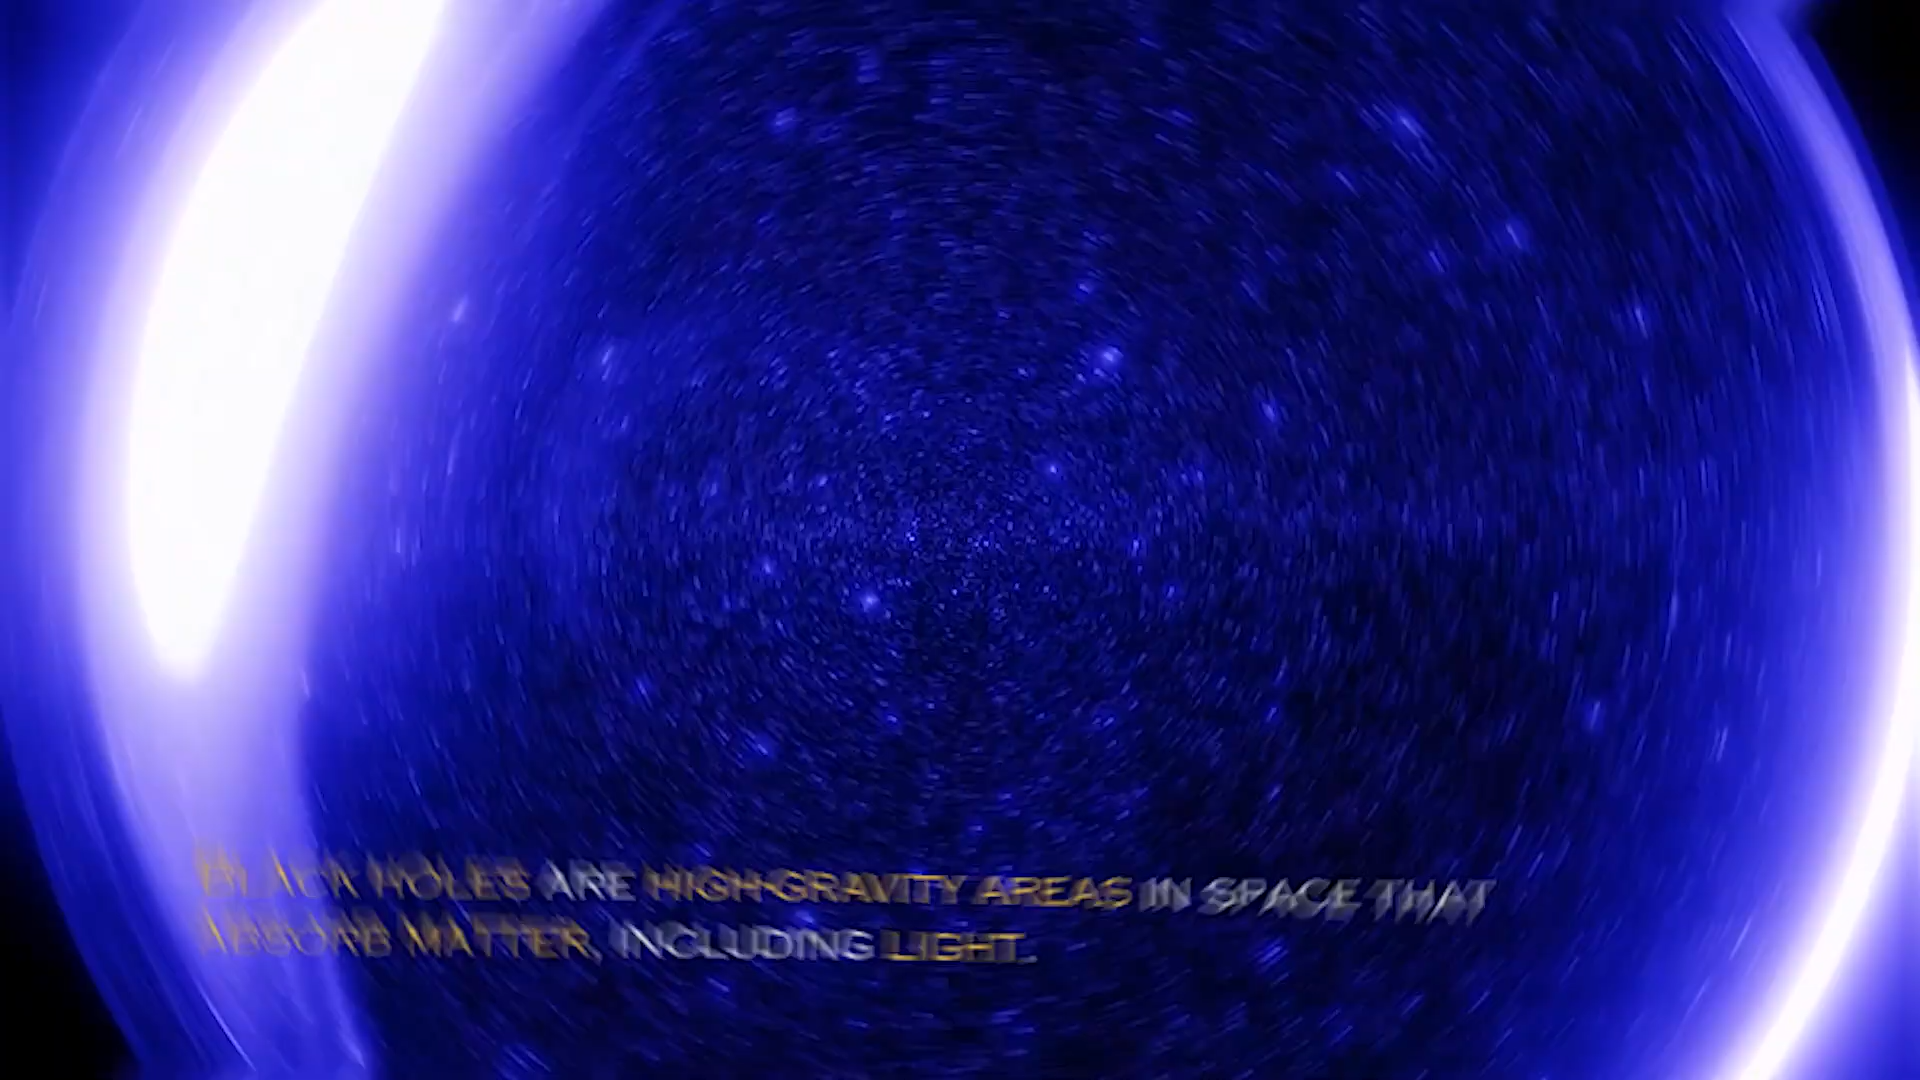 BLACK HOLES ARE HIGH-GRAVITY AREAS IN SPACE THAT
ABSORB MATTER, INCLUDING LIGHT.